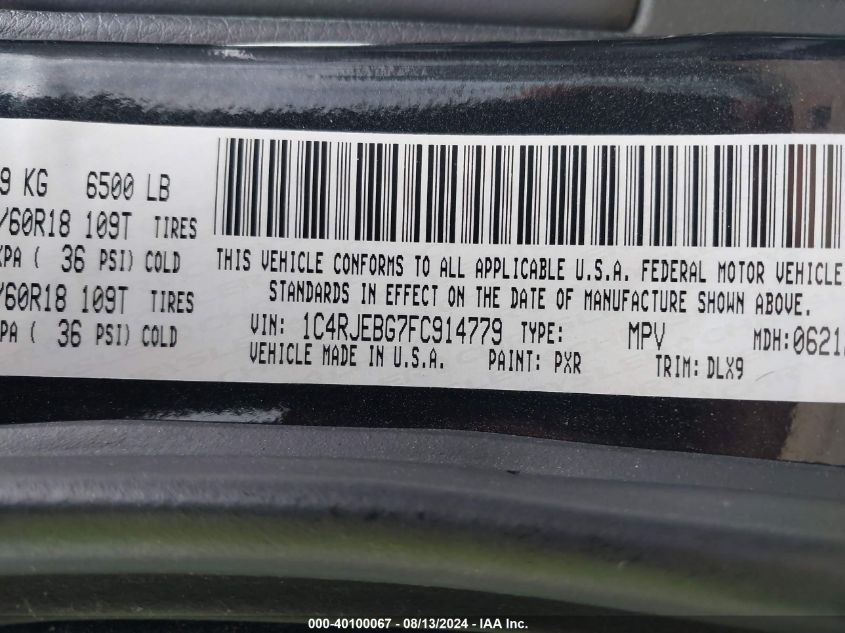 9 KG 6500 LB
/60R18 109T TIRES
KPA ( 36 PSI) COLD
/60R18 109T TIRES
PA ( 36 PSI) COLD
THIS VEHICLE CONFORMS TO ALL APPLICABLE U.S.A. FEDERAL MOTOR VEHICLE
STANDARDS IN EFFECT ON THE DATE OF MANUFACTURE SHOWN ABOVE.
VIN: 1C4RJEBG7FC914779 TYPE: MPV MDH: 0621
VEHICLE MADE IN U.S.A. PAINT: PXR TRIM: DLX9
000-40100067 - 08/13/2024 - IAA Inc.